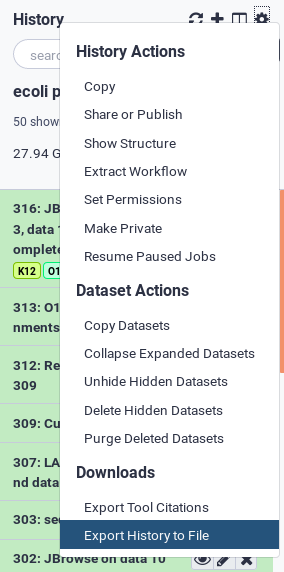 History
History Actions
sear
ecoli p
Copy
50 show
Share or Publish
Show Structure
27.94 G
Extract Workflow
Set Permissions
316: JB
Make Private
3, data
Resume Paused Jobs
omplete
K12
O1
Dataset Actions
313: O1
nments
Copy Datasets
Collapse Expanded Datasets
312: Re
309
Unhide Hidden Datasets
Delete Hidden Datasets
309: Cu
Purge Deleted Datasets
307: LA
nd data
Downloads
Export Tool Citations
303: se
Export History to File
302: JBrowse on data 10